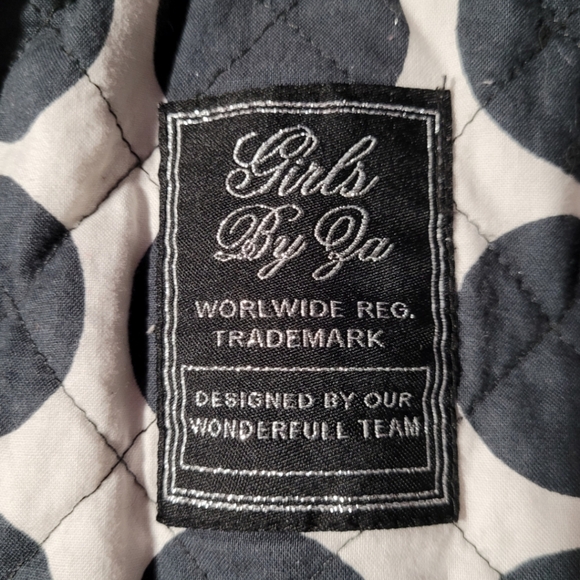 Girls
By Za
WORLWIDE REG.
TRADEMARK
DESIGNED BY OUR
WONDERFULL TEAM